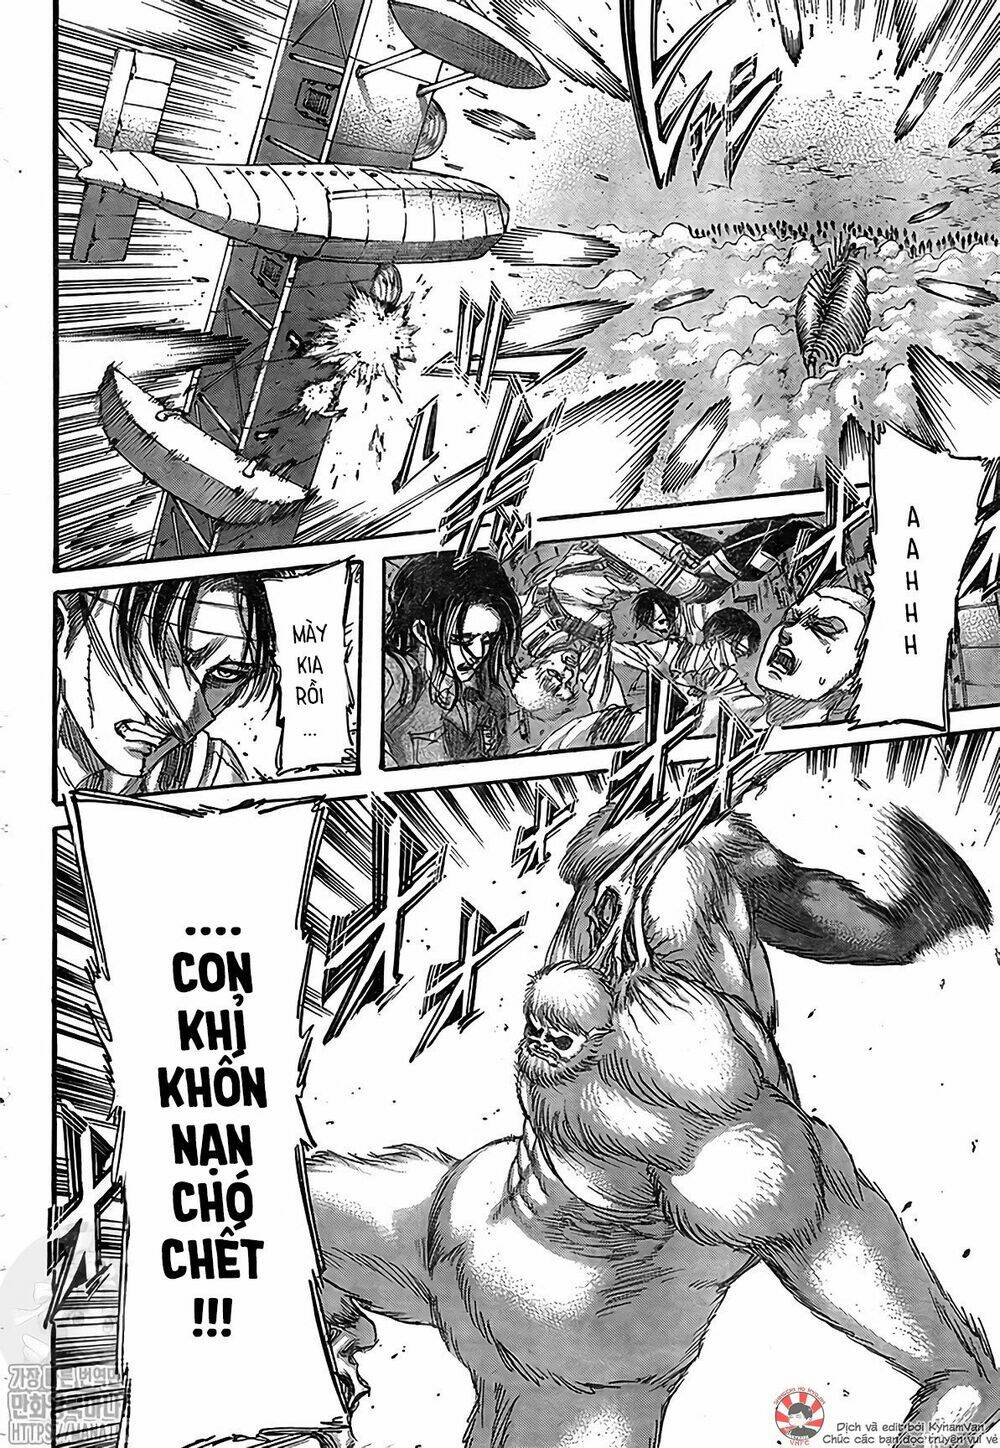 AAHHH
MÀY
KIA
RỒI
...
....
CON
KHỈ
KHỐN
NẠN
CHÓ
CHẾT
!!!
Dịch và edit bởi KynamVan
Chúc các bạn đọc truyện vui vẻ